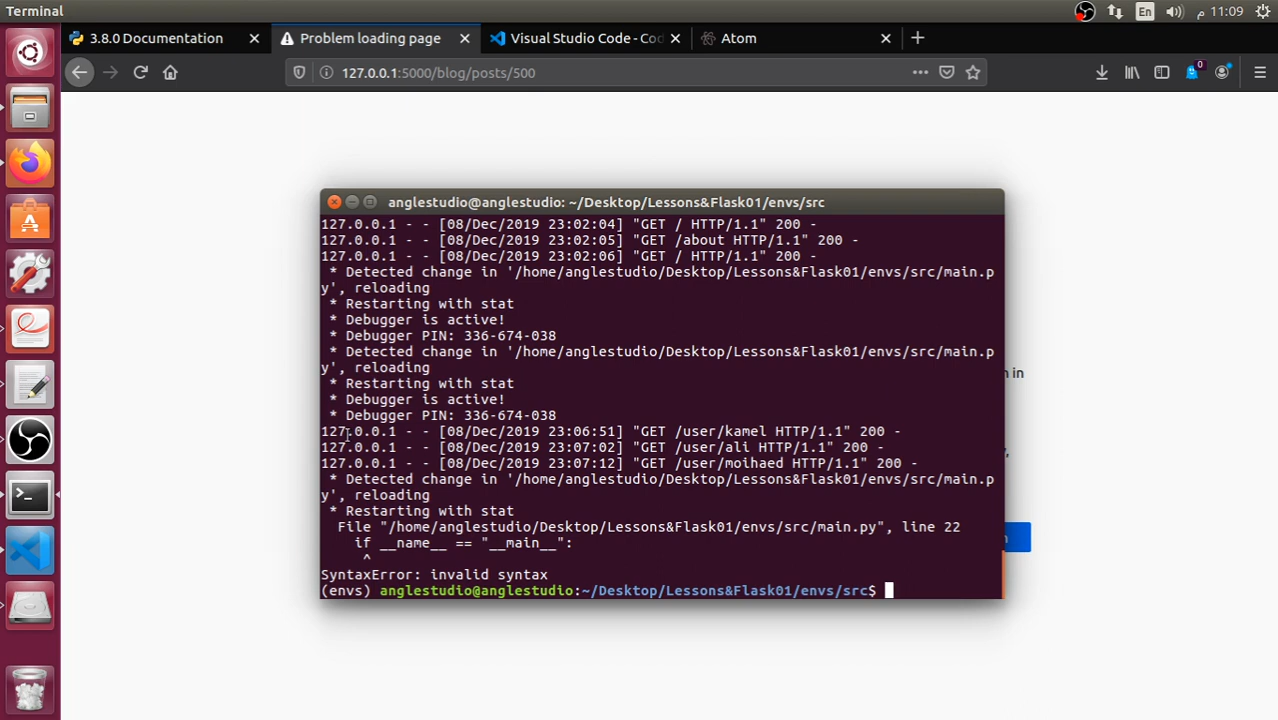 Terminal
En
11:09 م
3.8.0 Documentation
Problem loading page
Visual Studio Code - Cod
Atom
127.0.0.1:5000/blog/posts/500
0
anglestudio@anglestudio: ~/Desktop/Lessons&Flask01/envs/src
127.0.0.1 - - [08/Dec/2019 23:02:04] "GET / HTTP/1.1" 200 -
127.0.0.1 - - [08/Dec/2019 23:02:05] "GET /about HTTP/1.1" 200 -
127.0.0.1 - - [08/Dec/2019 23:02:06] "GET / HTTP/1.1" 200 -
* Detected change in '/home/anglestudio/Desktop/Lessons&Flask01/envs/src/main.p
y', reloading
* Restarting with stat
* Debugger is active!
* Debugger PIN: 336-674-038
* Detected change in '/home/anglestudio/Desktop/Lessons&Flask01/envs/src/main.p
y', reloading
* Restarting with stat
* Debugger is active!
* Debugger PIN: 336-674-038
127.0.0.1 - - [08/Dec/2019 23:06:51] "GET /user/kamel HTTP/1.1" 200 -
127.0.0.1 - - [08/Dec/2019 23:07:02] "GET /user/ali HTTP/1.1" 200 -
127.0.0.1 - - [08/Dec/2019 23:07:12] "GET /user/moihaed HTTP/1.1" 200 -
* Detected change in '/home/anglestudio/Desktop/Lessons&Flask01/envs/src/main.p
y', reloading
* Restarting with stat
File "/home/anglestudio/Desktop/Lessons&Flask01/envs/src/main.py", line 22
if __name__ == "__main__":
^
SyntaxError: invalid syntax
(envs) anglestudio@anglestudio:~/Desktop/Lessons&Flask01/envs/src$